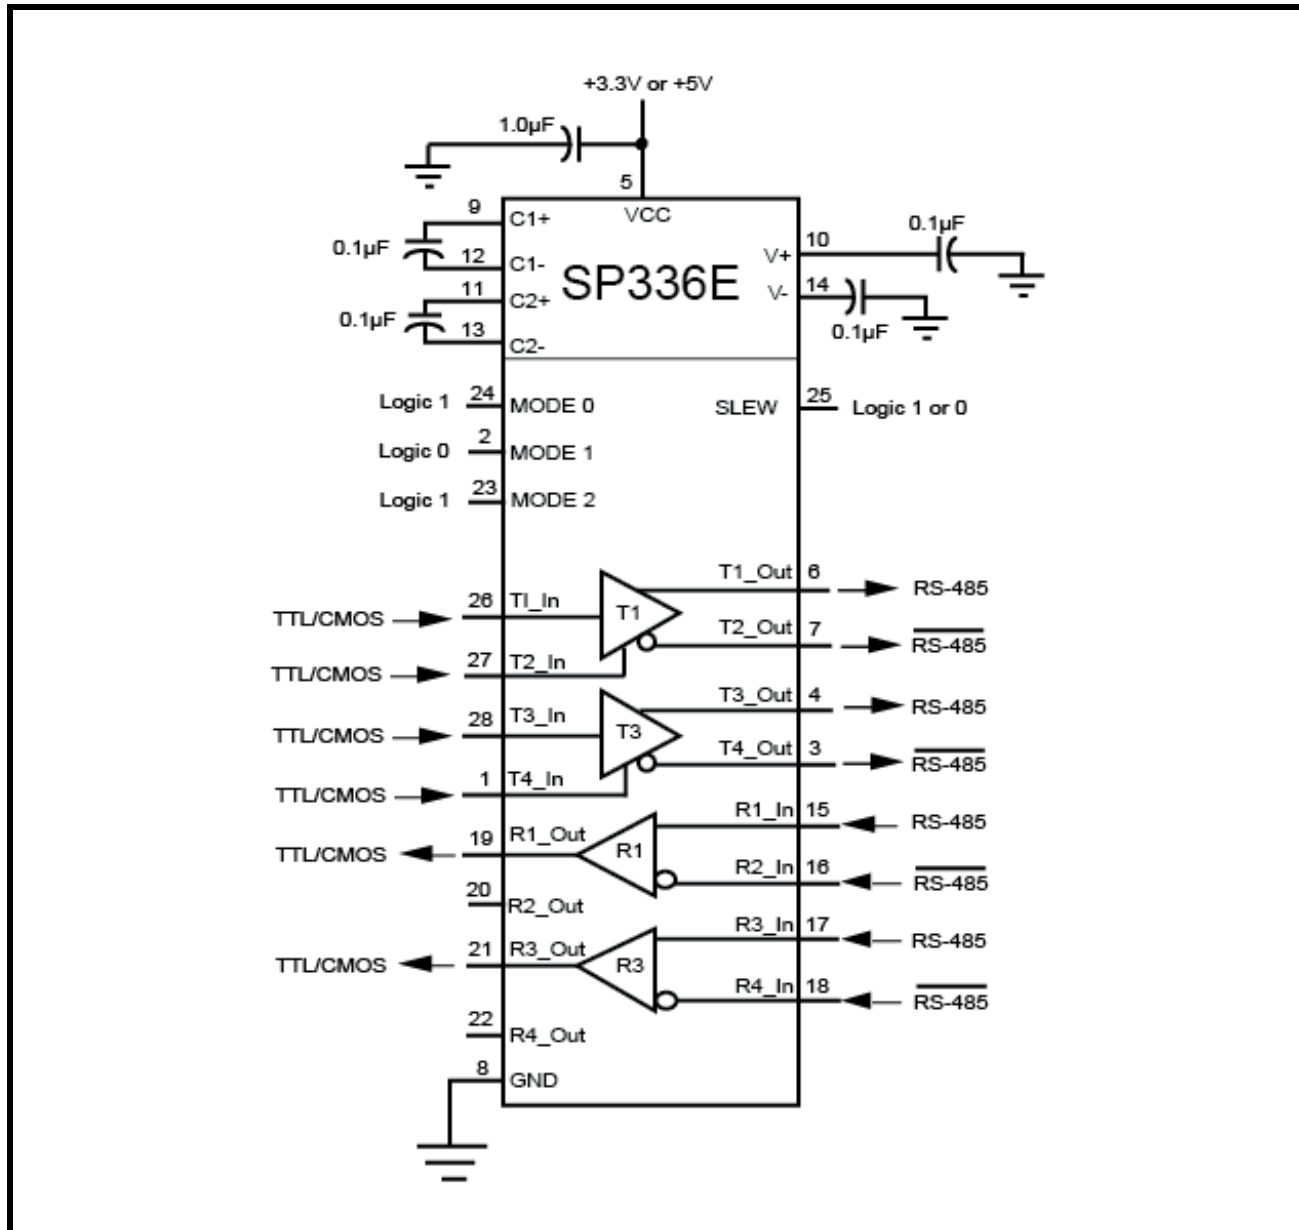 +3.3V or +5V
1.0µF
5
VCC
9
C1+
0.1µF
12
C1-
11
C2+
0.1µF
13
C2-
SP336E
V+
10
0.1µF
V-
14
0.1µF
Logic 1
24
MODE 0
SLEW
25
Logic 1 or 0
Logic 0
2
MODE 1
Logic 1
23
MODE 2
TTL/CMOS
26
TI_In
T1
T1_Out
6
RS-485
T2_Out
7
RS-485
TTL/CMOS
27
T2_In
TTL/CMOS
28
T3_In
T3
T3_Out
4
RS-485
T4_Out
3
RS-485
TTL/CMOS
1
T4_In
TTL/CMOS
19
R1_Out
R1
R1_In
15
RS-485
R2_In
16
RS-485
20
R2_Out
TTL/CMOS
21
R3_Out
R3
R3_In
17
RS-485
R4_In
18
RS-485
22
R4_Out
8
GND